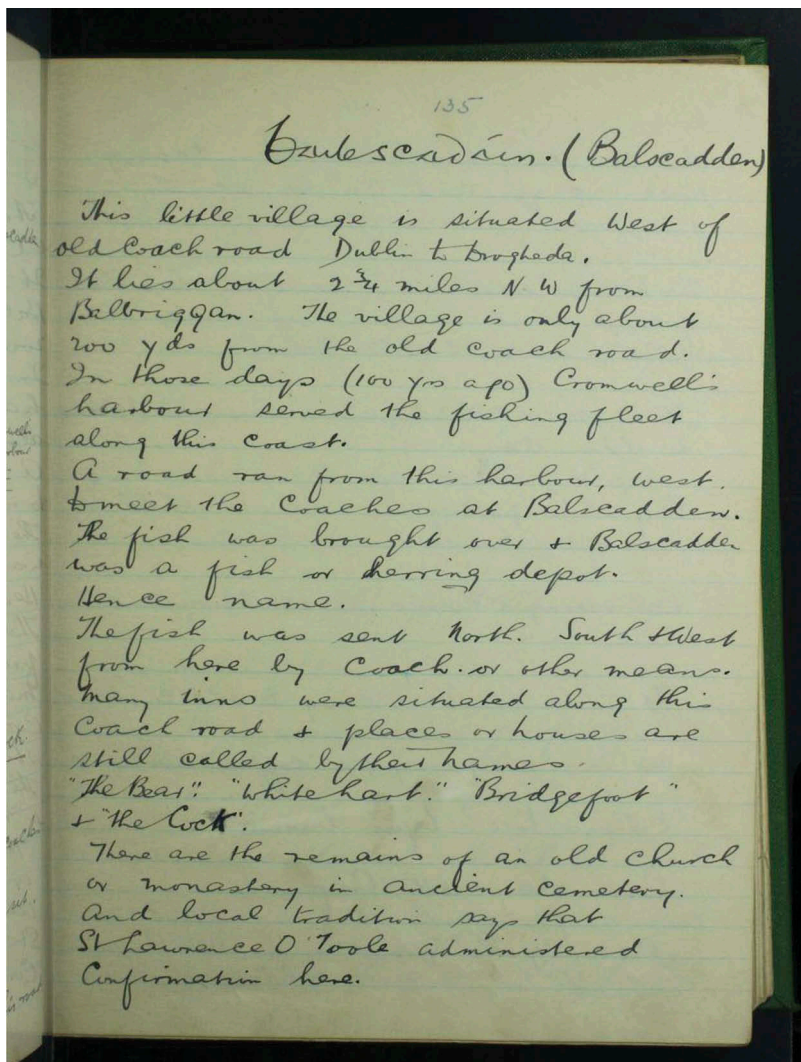 135
Bailescadáin. (Balscadden)
This little village is situated West of
old Coach road Dublin to Drogheda.
It lies about 2 3/4 miles N W from
Balbriggan. The village is only about
200 yds from the old coach road.
In those days (100 yrs ago) Cromwell's
harbour served the fishing fleet
along this coast.
A road ran from this harbour, west.
to meet the Coaches at Balscadden.
The fish was brought over & Balscadden
was a fish or herring depot.
Hence name.
The fish was sent North. South & West
from here by Coach. or other means.
Many inns were situated along this
Coach road & places or houses are
still called by their names.
"The Bear". "White hart". "Bridgefoot"
& "the Cock".
There are the remains of an old church
or monastery in ancient cemetery.
And local tradition says that
St Lawrence O Toole administered
Confirmation here.